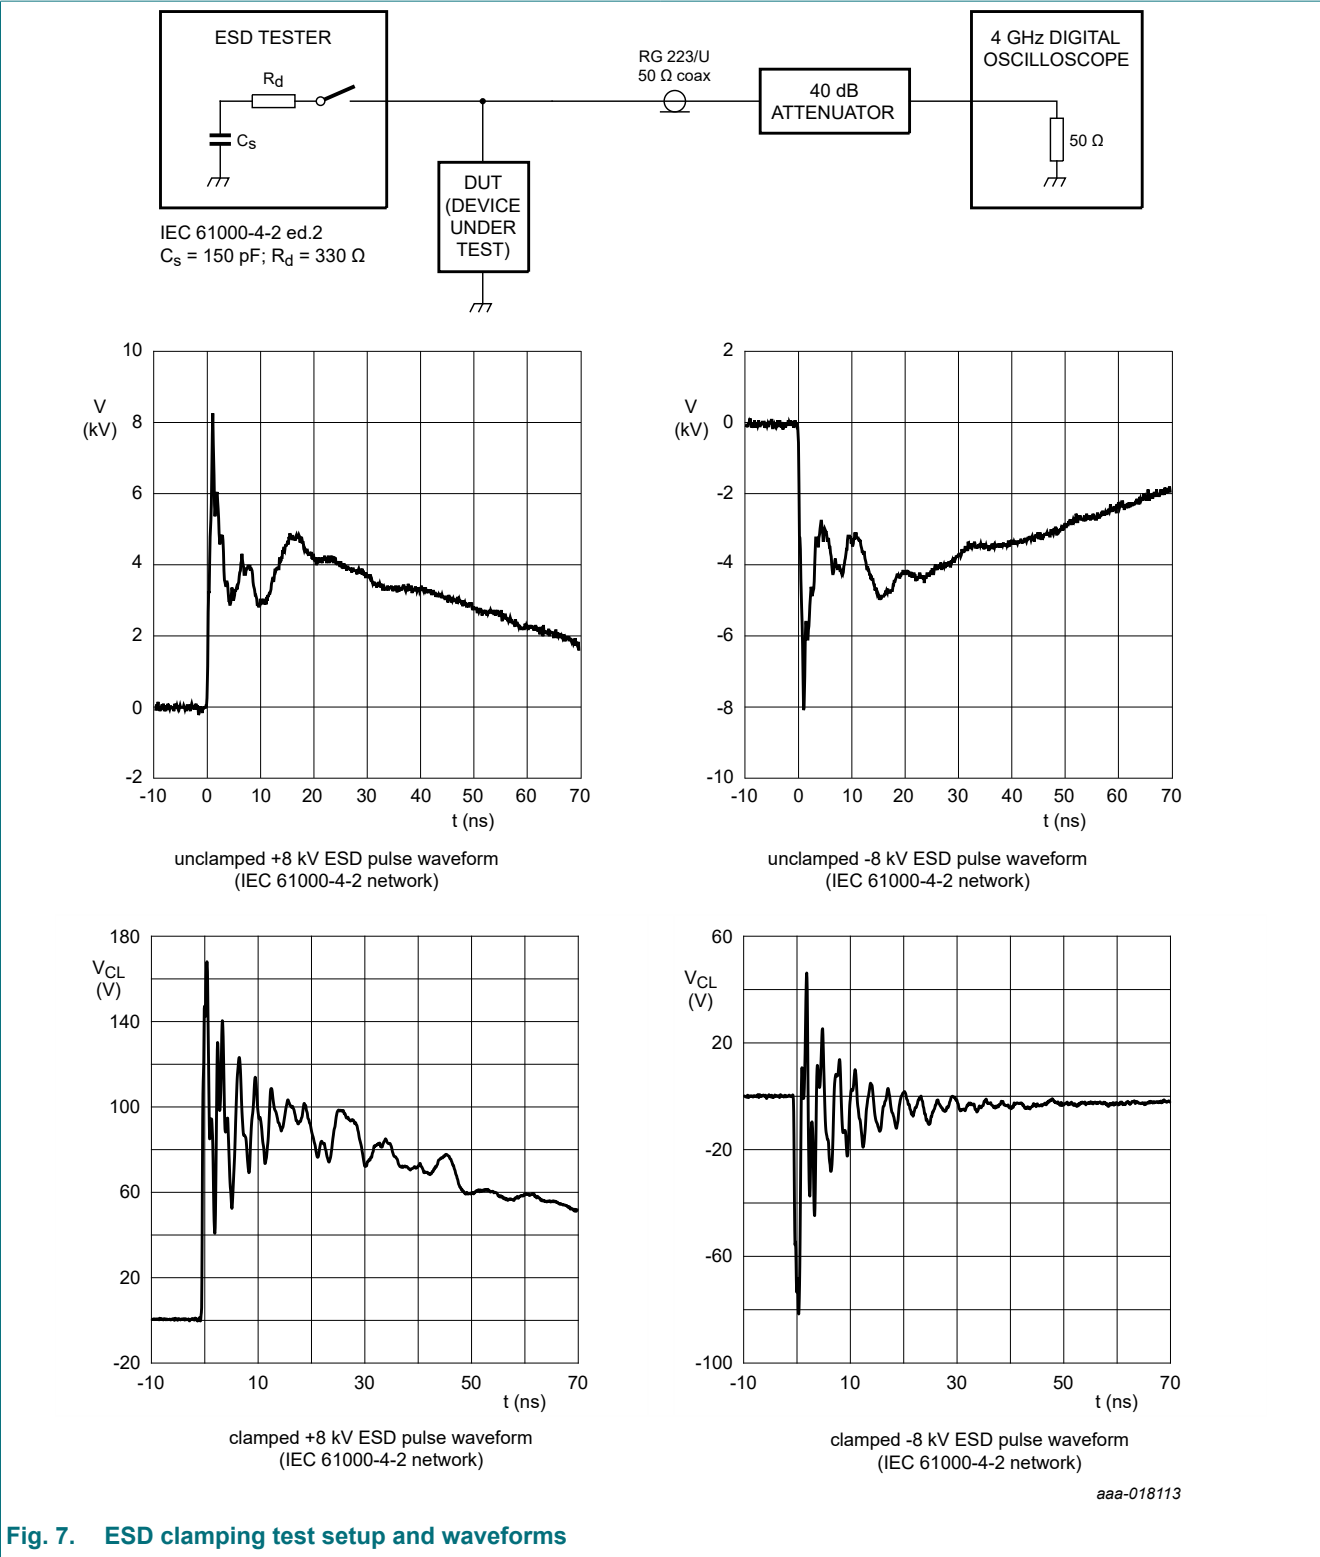 ESD TESTER
Rd
Cs
IEC 61000-4-2 ed.2
Cs = 150 pF; Rd = 330 Ω
DUT
(DEVICE
UNDER
TEST)
RG 223/U
50 Ω coax
40 dB
ATTENUATOR
4 GHz DIGITAL
OSCILLOSCOPE
50 Ω
10
V
(kV)
8
6
4
2
0
-2
-10 0 10 20 30 40 50 60 70
t (ns)
unclamped +8 kV ESD pulse waveform
(IEC 61000-4-2 network)
2
V
(kV)
0
-2
-4
-6
-8
-10
-10 0 10 20 30 40 50 60 70
t (ns)
unclamped -8 kV ESD pulse waveform
(IEC 61000-4-2 network)
180
VCL
(V)
140
100
60
20
-20
-10 10 30 50 70
t (ns)
clamped +8 kV ESD pulse waveform
(IEC 61000-4-2 network)
60
VCL
(V)
20
-20
-60
-100
-10 10 30 50 70
t (ns)
clamped -8 kV ESD pulse waveform
(IEC 61000-4-2 network)
aaa-018113
Fig. 7. ESD clamping test setup and waveforms